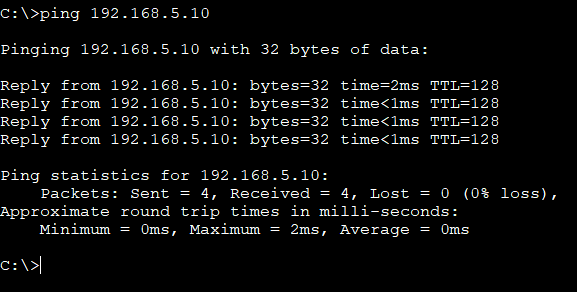 C:\>ping 192.168.5.10
Pinging 192.168.5.10 with 32 bytes of data:
Reply from 192.168.5.10: bytes=32 time=2ms TTL=128
Reply from 192.168.5.10: bytes=32 time<1ms TTL=128
Reply from 192.168.5.10: bytes=32 time<1ms TTL=128
Reply from 192.168.5.10: bytes=32 time<1ms TTL=128
Ping statistics for 192.168.5.10:
    Packets: Sent = 4, Received = 4, Lost = 0 (0% loss),
Approximate round trip times in milli-seconds:
    Minimum = 0ms, Maximum = 2ms, Average = 0ms
C:\>